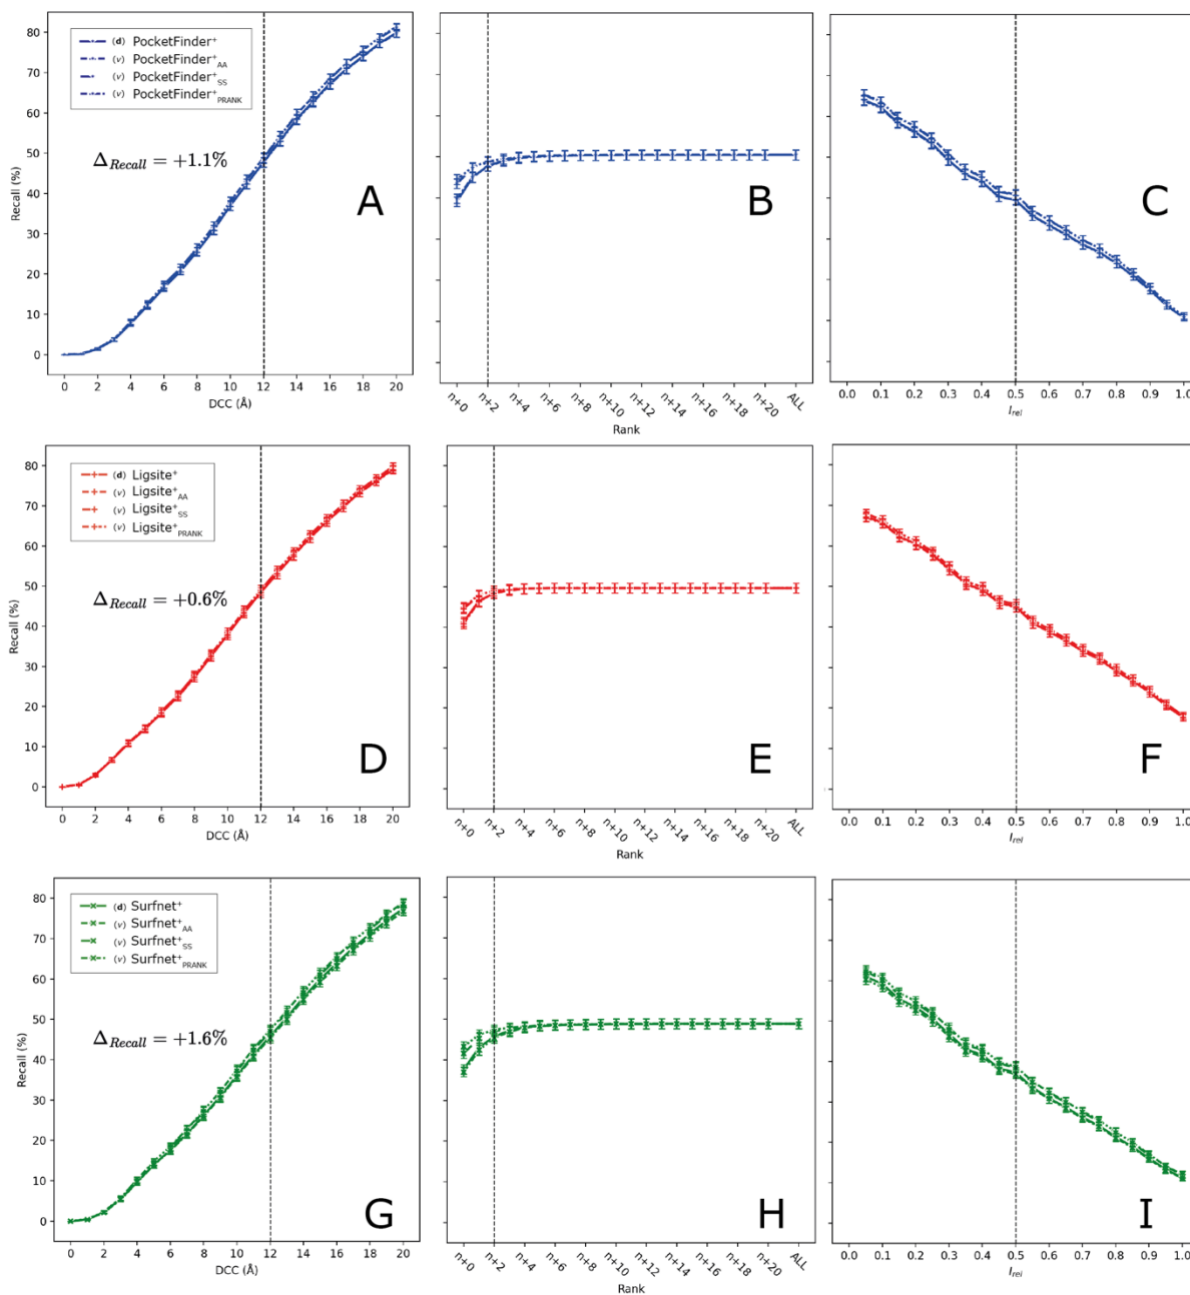 80
70
60
50
40
30
20
10
0
Recall (%)
(d) PocketFinder⁺
(v) PocketFinder⁺AA
(v) PocketFinder⁺SS
(v) PocketFinder⁺PRANK
ΔRecall = +1.1%
A
0 2 4 6 8 10 12 14 16 18 20
DCC (Å)
B
n+0 n+2 n+4 n+6 n+8 n+10 n+12 n+14 n+16 n+18 n+20 ALL
Rank
C
0.0 0.1 0.2 0.3 0.4 0.5 0.6 0.7 0.8 0.9 1.0
Irel
80
70
60
50
40
30
20
10
0
Recall (%)
(d) Ligsite⁺
(v) Ligsite⁺AA
(v) Ligsite⁺SS
(v) Ligsite⁺PRANK
ΔRecall = +0.6%
D
0 2 4 6 8 10 12 14 16 18 20
DCC (Å)
E
n+0 n+2 n+4 n+6 n+8 n+10 n+12 n+14 n+16 n+18 n+20 ALL
Rank
F
0.0 0.1 0.2 0.3 0.4 0.5 0.6 0.7 0.8 0.9 1.0
Irel
80
70
60
50
40
30
20
10
0
Recall (%)
(d) Surfnet⁺
(v) Surfnet⁺AA
(v) Surfnet⁺SS
(v) Surfnet⁺PRANK
ΔRecall = +1.6%
G
0 2 4 6 8 10 12 14 16 18 20
DCC (Å)
H
n+0 n+2 n+4 n+6 n+8 n+10 n+12 n+14 n+16 n+18 n+20 ALL
Rank
I
0.0 0.1 0.2 0.3 0.4 0.5 0.6 0.7 0.8 0.9 1.0
Irel